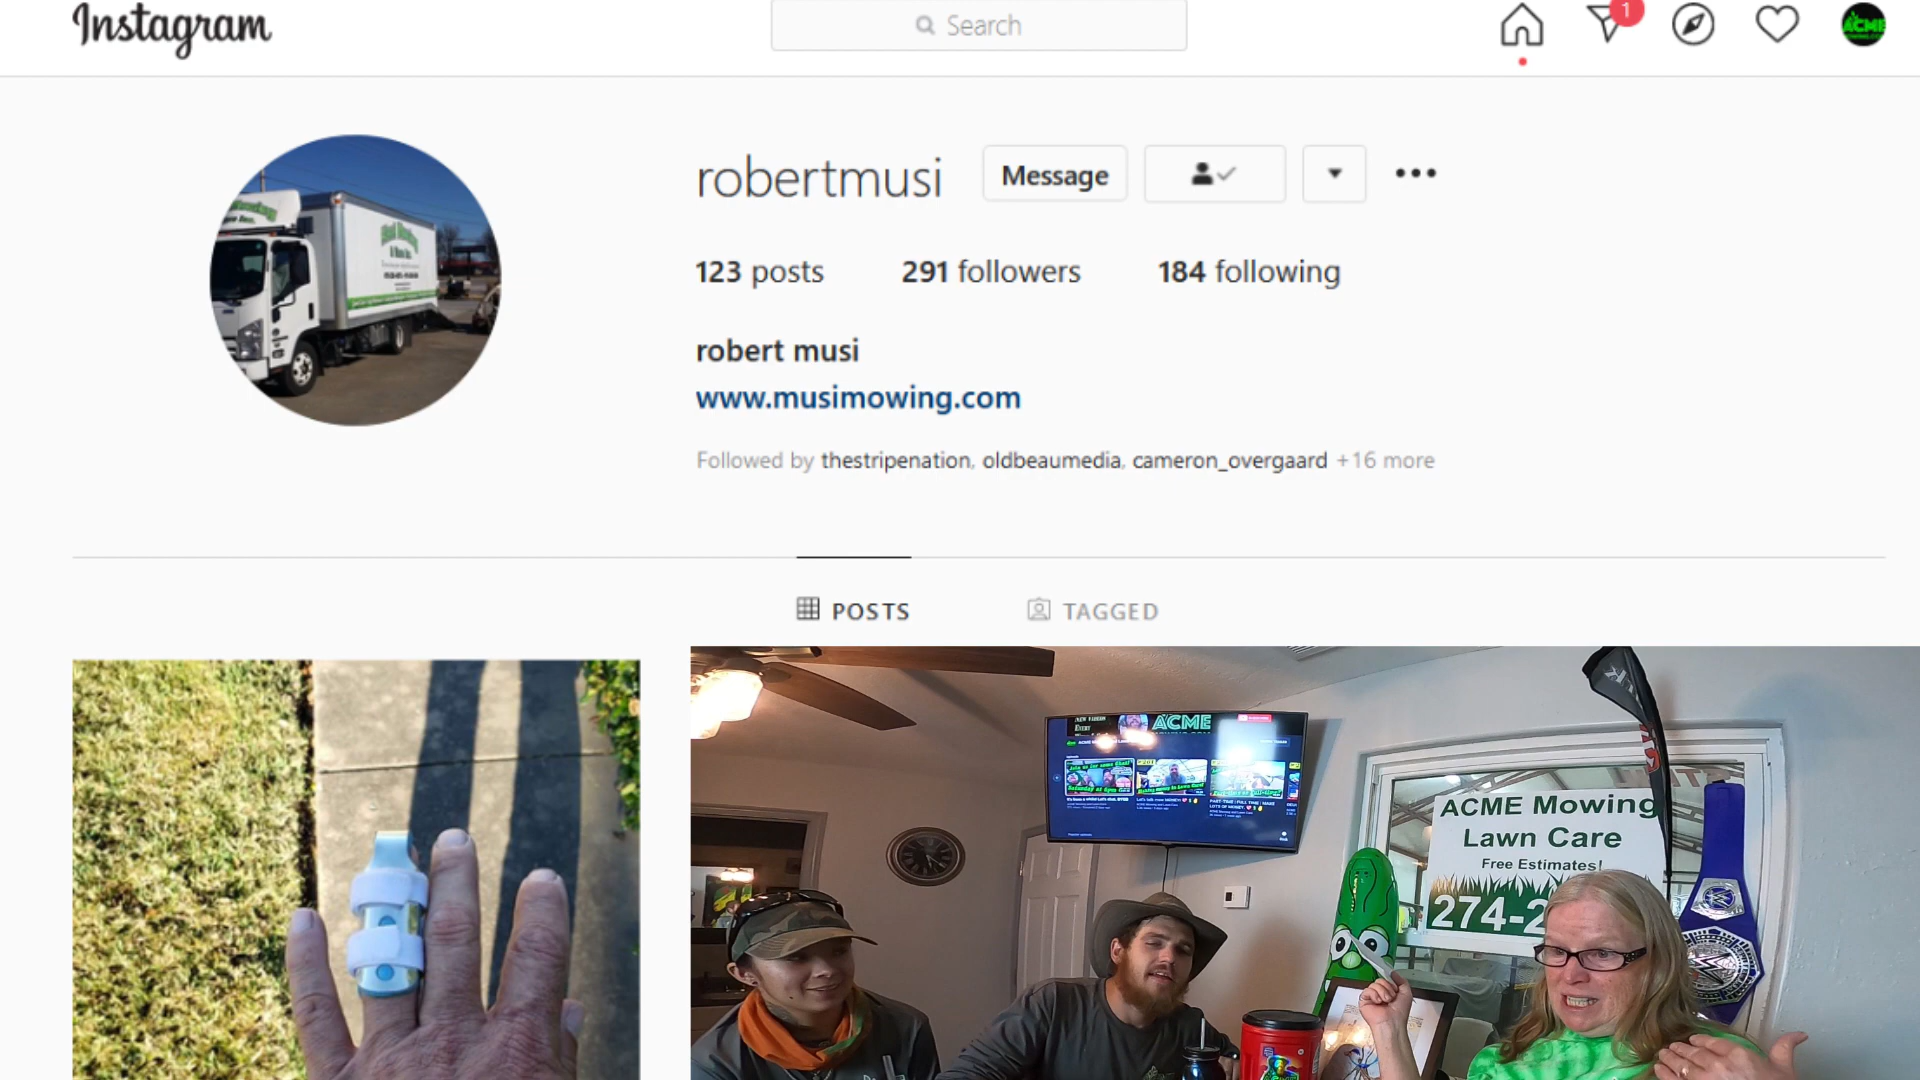 Instagram
Search
1
ACME
robertmusi
Message
123 posts
291 followers
184 following
robert musi
www.musimowing.com
Followed by thestripenation, oldbeaumedia, cameron_overgaard +16 more
POSTS
TAGGED
ACME
ACME Mowing
Lawn Care
Free Estimates!
274-2